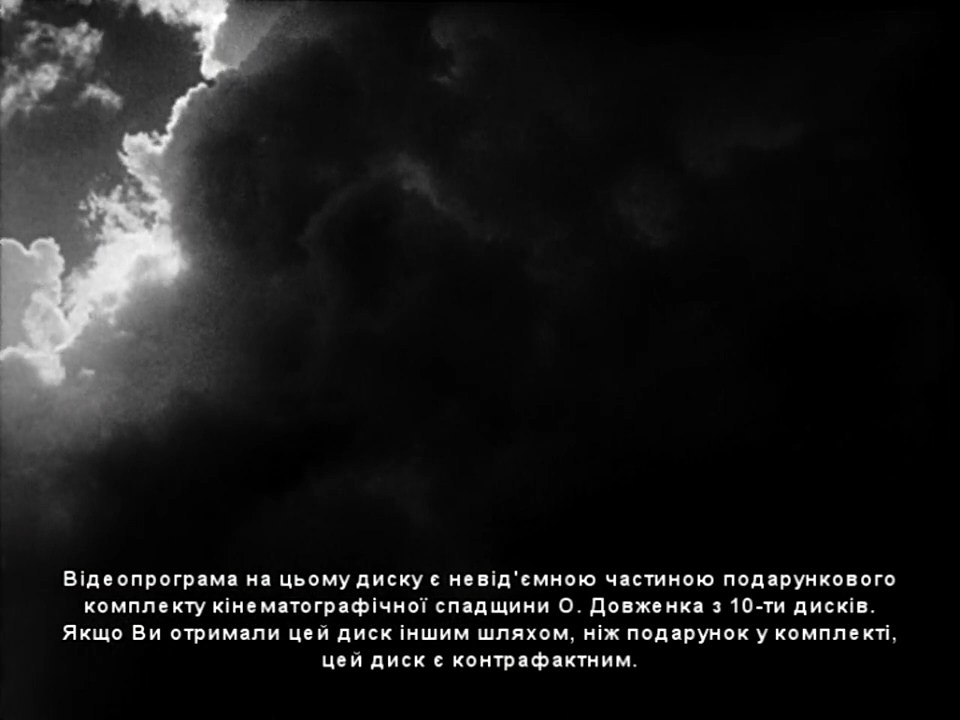 Відеопрограма на цьому диску є невід'ємною частиною подарункового
комплекту кінематографічної спадщини О. Довженка з 10-ти дисків.
Якщо Ви отримали цей диск іншим шляхом, ніж подарунок у комплекті,
цей диск є контрафактним.